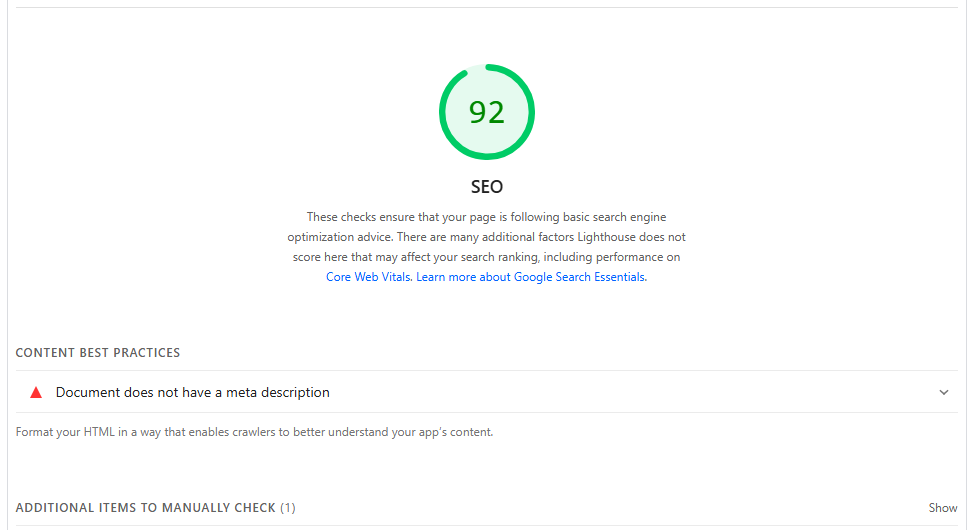 92
SEO
These checks ensure that your page is following basic search engine
optimization advice. There are many additional factors Lighthouse does not
score here that may affect your search ranking, including performance on
Core Web Vitals. Learn more about Google Search Essentials.
CONTENT BEST PRACTICES
Document does not have a meta description
Format your HTML in a way that enables crawlers to better understand your app’s content.
ADDITIONAL ITEMS TO MANUALLY CHECK (1)
Show